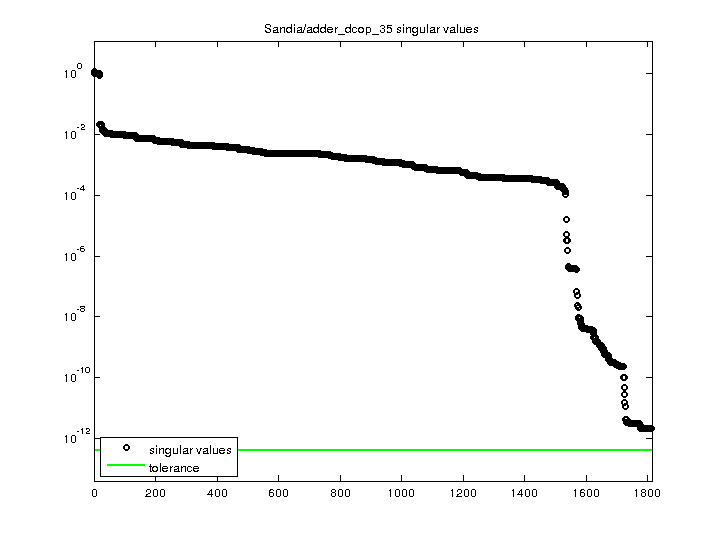 Sandia/adder_dcop_35 singular values
10^0
10^-2
10^-4
10^-6
10^-8
10^-10
10^-12
singular values
tolerance
0 200 400 600 800 1000 1200 1400 1600 1800